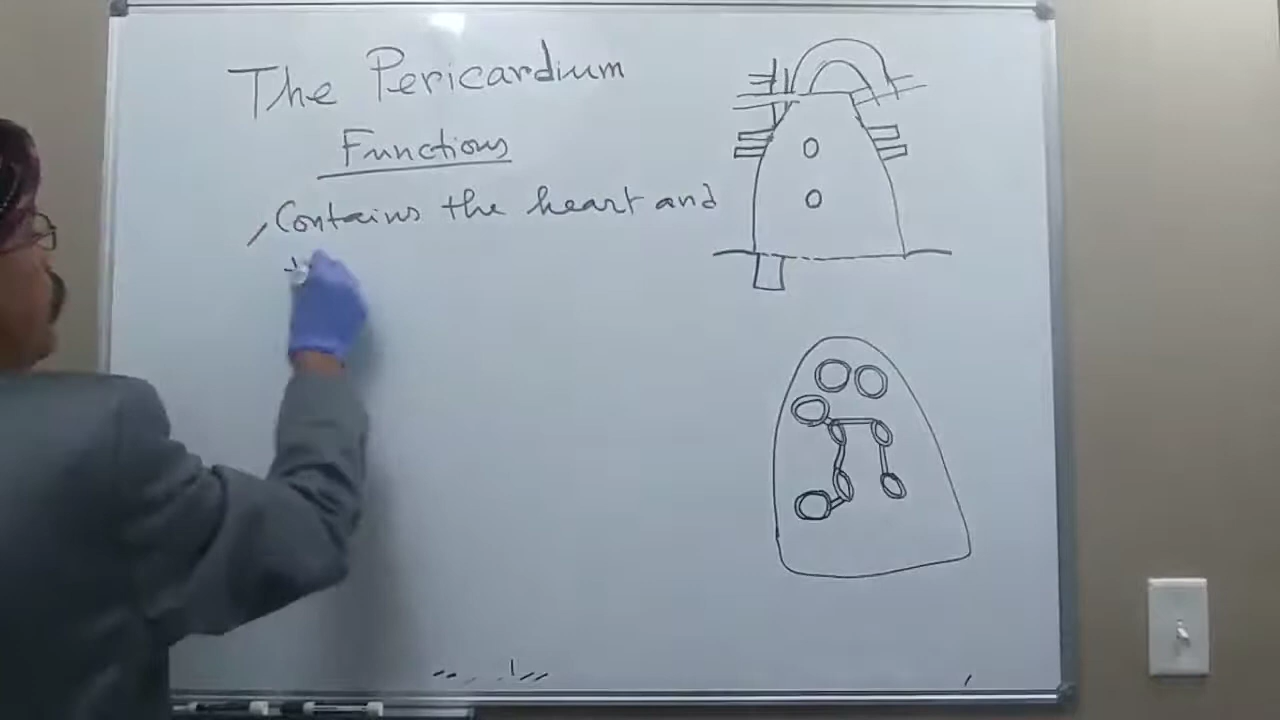 The Pericardium
Functions
Contains the heart and